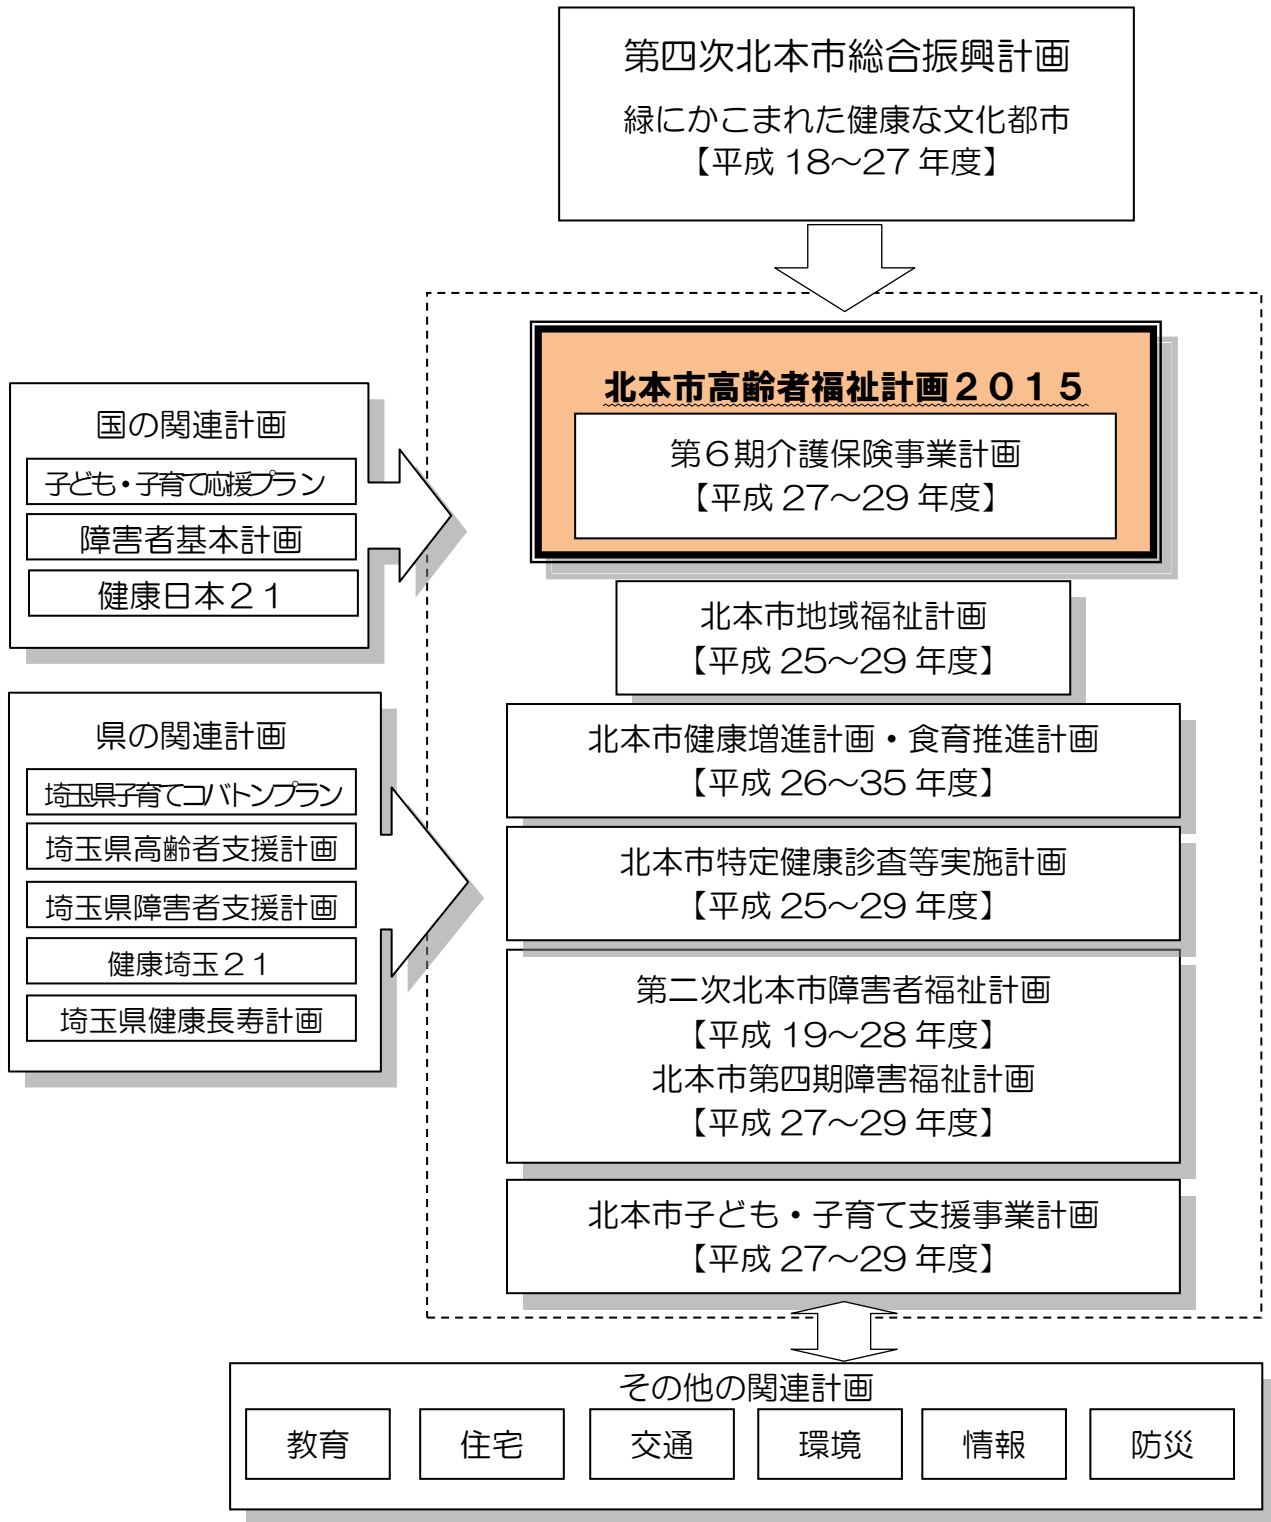 第四次北本市総合振興計画
緑にかこまれた健康な文化都市
【平成 18～27 年度】
北本市高齢者福祉計画２０１５
第６期介護保険事業計画
【平成 27～29 年度】
国の関連計画
子ども・子育て応援プラン
障害者基本計画
健康日本２１
北本市地域福祉計画
【平成 25～29 年度】
県の関連計画
埼玉県子育てコバトンプラン
埼玉県高齢者支援計画
埼玉県障害者支援計画
健康埼玉２１
埼玉県健康長寿計画
北本市健康増進計画・食育推進計画
【平成 26～35 年度】
北本市特定健康診査等実施計画
【平成 25～29 年度】
第二次北本市障害者福祉計画
【平成 19～28 年度】
北本市第四期障害福祉計画
【平成 27～29 年度】
北本市子ども・子育て支援事業計画
【平成 27～29 年度】
その他の関連計画
教育
住宅
交通
環境
情報
防災